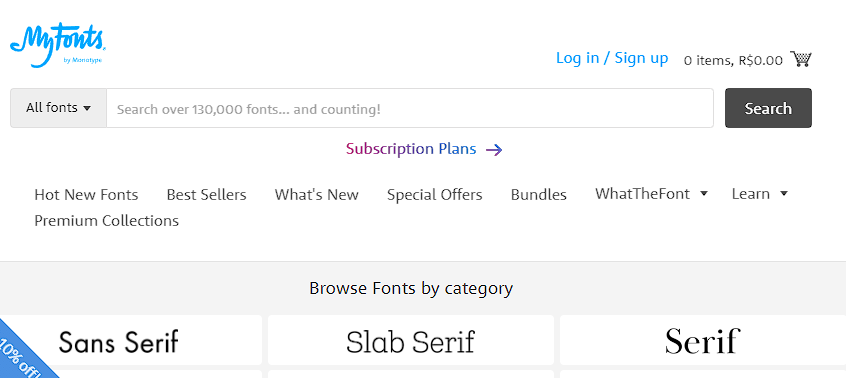 MyFonts
by Monotype
Log in / Sign up 0 items, R$0.00
All fonts Search over 130,000 fonts... and counting! Search
Subscription Plans
Hot New Fonts Best Sellers What's New Special Offers Bundles WhatTheFont Learn
Premium Collections
Browse Fonts by category
Sans Serif Slab Serif Serif
10% off!